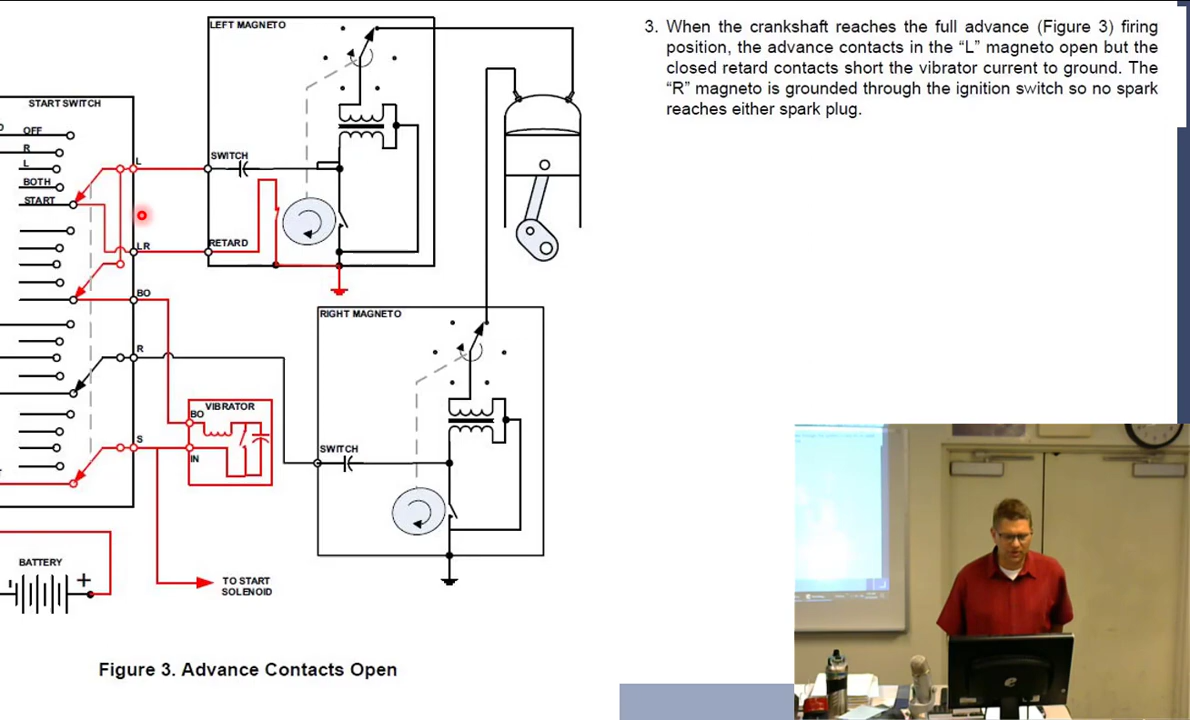 LEFT MAGNETO
START SWITCH
OFF
R
L
BOTH
START
L
SWITCH
LR
RETARD
BO
RIGHT MAGNETO
R
VIBRATOR
BO
IN
S
SWITCH
BATTERY
+
TO START
SOLENOID
Figure 3. Advance Contacts Open
3. When the crankshaft reaches the full advance (Figure 3) firing
position, the advance contacts in the “L” magneto open but the
closed retard contacts short the vibrator current to ground. The
“R” magneto is grounded through the ignition switch so no spark
reaches either spark plug.